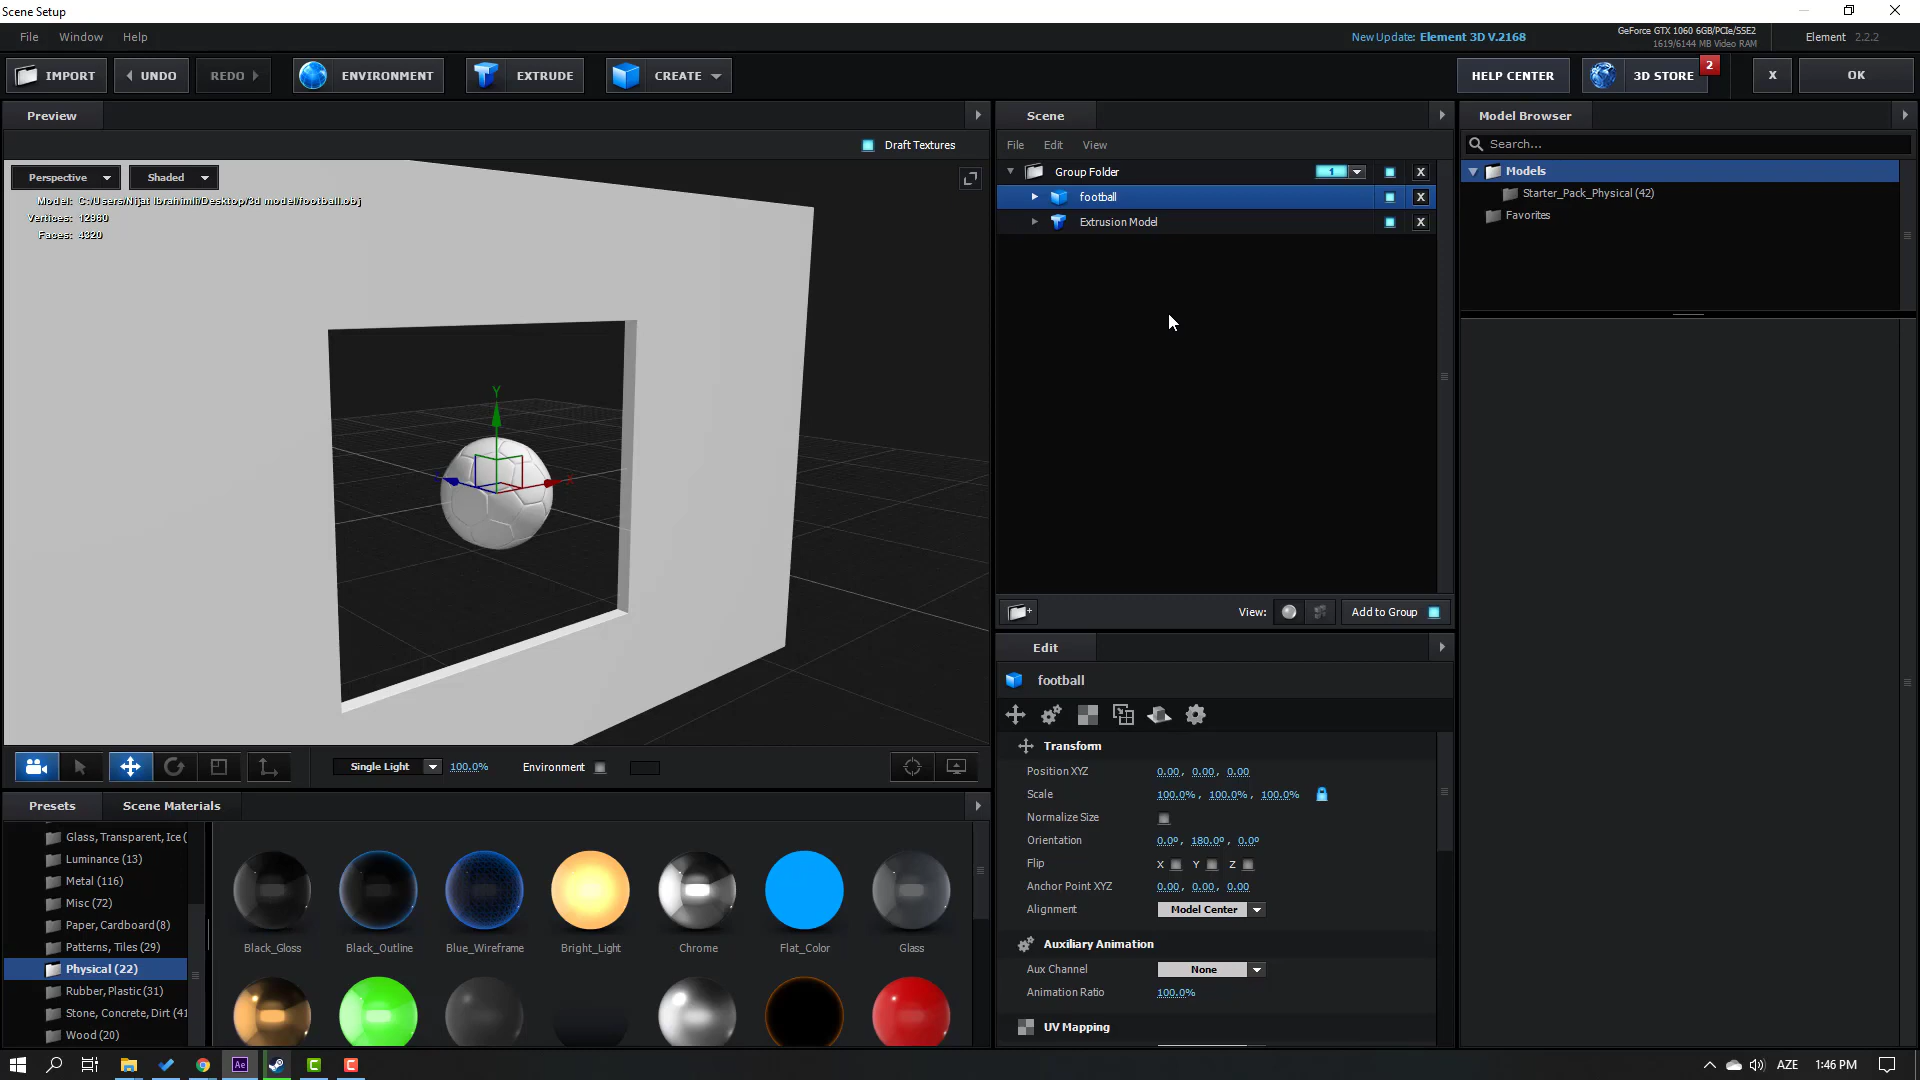 Scene Setup
File Window Help
New Update: Element 3D V.2168
GeForce GTX 1060 6GB/PCIe/SSE2
1619/6144 MB Video RAM
Element 2.2.2
IMPORT
UNDO
REDO
ENVIRONMENT
EXTRUDE
CREATE
HELP CENTER
3D STORE
2
X
OK
Preview
Draft Textures
Perspective
Shaded
Model: C:/Users/Nijat Ibrahimli/Desktop/3d model/football.obj
Vertices: 12960
Faces: 4320
Y
X
Single Light
100.0%
Environment
Scene
File Edit View
Group Folder
1
X
football
X
Extrusion Model
X
View:
Add to Group
Edit
football
Transform
Position XYZ 0.00, 0.00, 0.00
Scale 100.0%, 100.0%, 100.0%
Normalize Size
Orientation 0.0º, 180.0º, 0.0º
Flip X Y Z
Anchor Point XYZ 0.00, 0.00, 0.00
Alignment Model Center
Auxiliary Animation
Aux Channel None
Animation Ratio 100.0%
UV Mapping
Model Browser
Search...
Models
Starter_Pack_Physical (42)
Favorites
Presets
Scene Materials
Glass, Transparent, Ice (
Luminance (13)
Metal (116)
Misc (72)
Paper, Cardboard (8)
Patterns, Tiles (29)
Physical (22)
Rubber, Plastic (31)
Stone, Concrete, Dirt (41
Wood (20)
Black_Gloss
Black_Outline
Blue_Wireframe
Bright_Light
Chrome
Flat_Color
Glass
Ae
C
C
AZE
1:46 PM